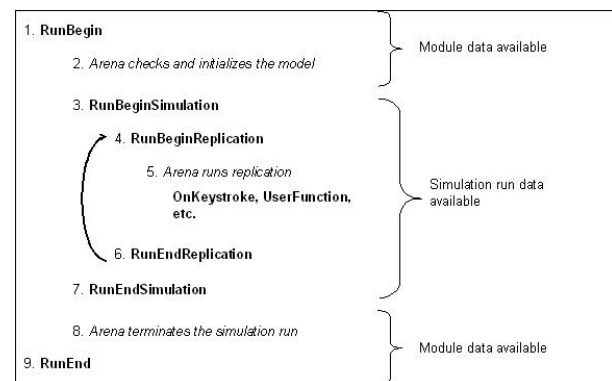 1. RunBegin
Module data available
2. Arena checks and initializes the model
3. RunBeginSimulation
4. RunBeginReplication
5. Arena runs replication
OnKeystroke, UserFunction,
etc.
Simulation run data
available
6. RunEndReplication
7. RunEndSimulation
8. Arena terminates the simulation run
Module data available
9. RunEnd